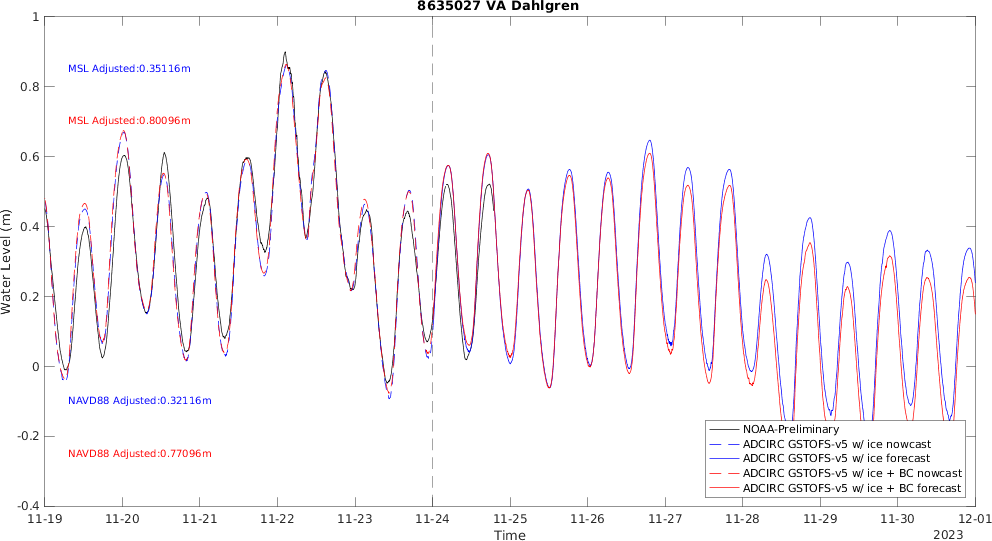 8635027 VA Dahlgren
1
0.8
0.6
0.4
0.2
0
-0.2
-0.4
Water Level (m)
MSL Adjusted:0.35116m
MSL Adjusted:0.80096m
NAVD88 Adjusted:0.32116m
NAVD88 Adjusted:0.77096m
NOAA-Preliminary
ADCIRC GSTOFS-v5 w/ ice nowcast
ADCIRC GSTOFS-v5 w/ ice forecast
ADCIRC GSTOFS-v5 w/ ice + BC nowcast
ADCIRC GSTOFS-v5 w/ ice + BC forecast
11-19 11-20 11-21 11-22 11-23 11-24 11-25 11-26 11-27 11-28 11-29 11-30 12-01
Time
2023